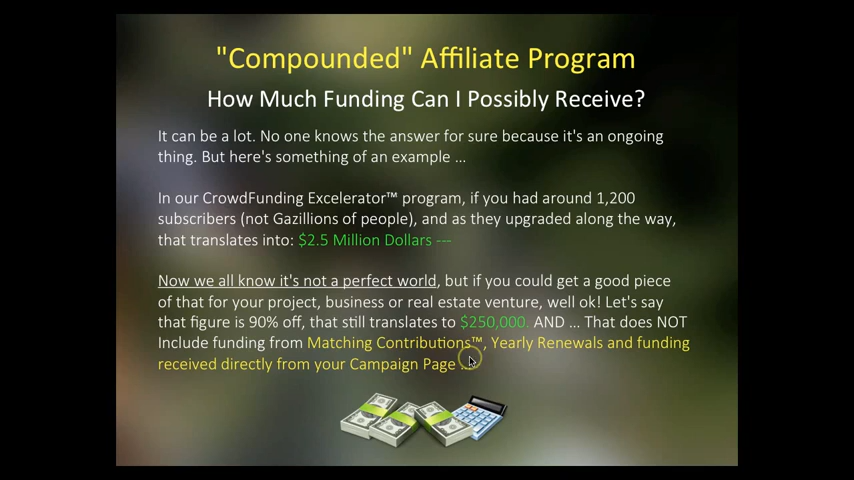 "Compounded" Affiliate Program
How Much Funding Can I Possibly Receive?
It can be a lot. No one knows the answer for sure because it's an ongoing
thing. But here's something of an example ...
In our CrowdFunding Excelerator™ program, if you had around 1,200
subscribers (not Gazillions of people), and as they upgraded along the way,
that translates into: $2.5 Million Dollars ---
Now we all know it's not a perfect world, but if you could get a good piece
of that for your project, business or real estate venture, well ok! Let's say
that figure is 90% off, that still translates to $250,000. AND ... That does NOT
Include funding from Matching Contributions™, Yearly Renewals and funding
received directly from your Campaign Page ...